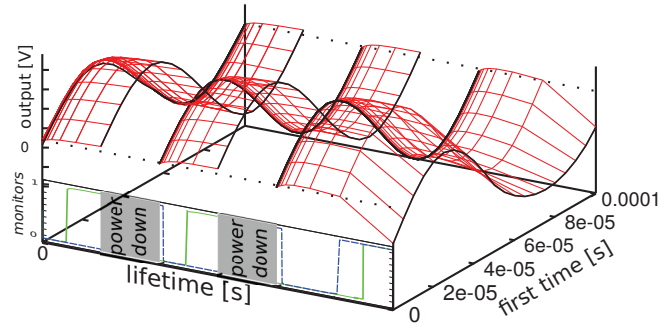 output [V]
0
monitors
1
0
power down
power down
0
lifetime [s]
0
2e-05
4e-05
6e-05
8e-05
0.0001
first time [s]